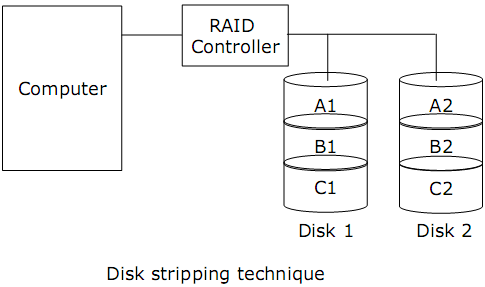 RAID
Controller
Computer
A1
A2
B1
B2
C1
C2
Disk 1
Disk 2
Disk stripping technique